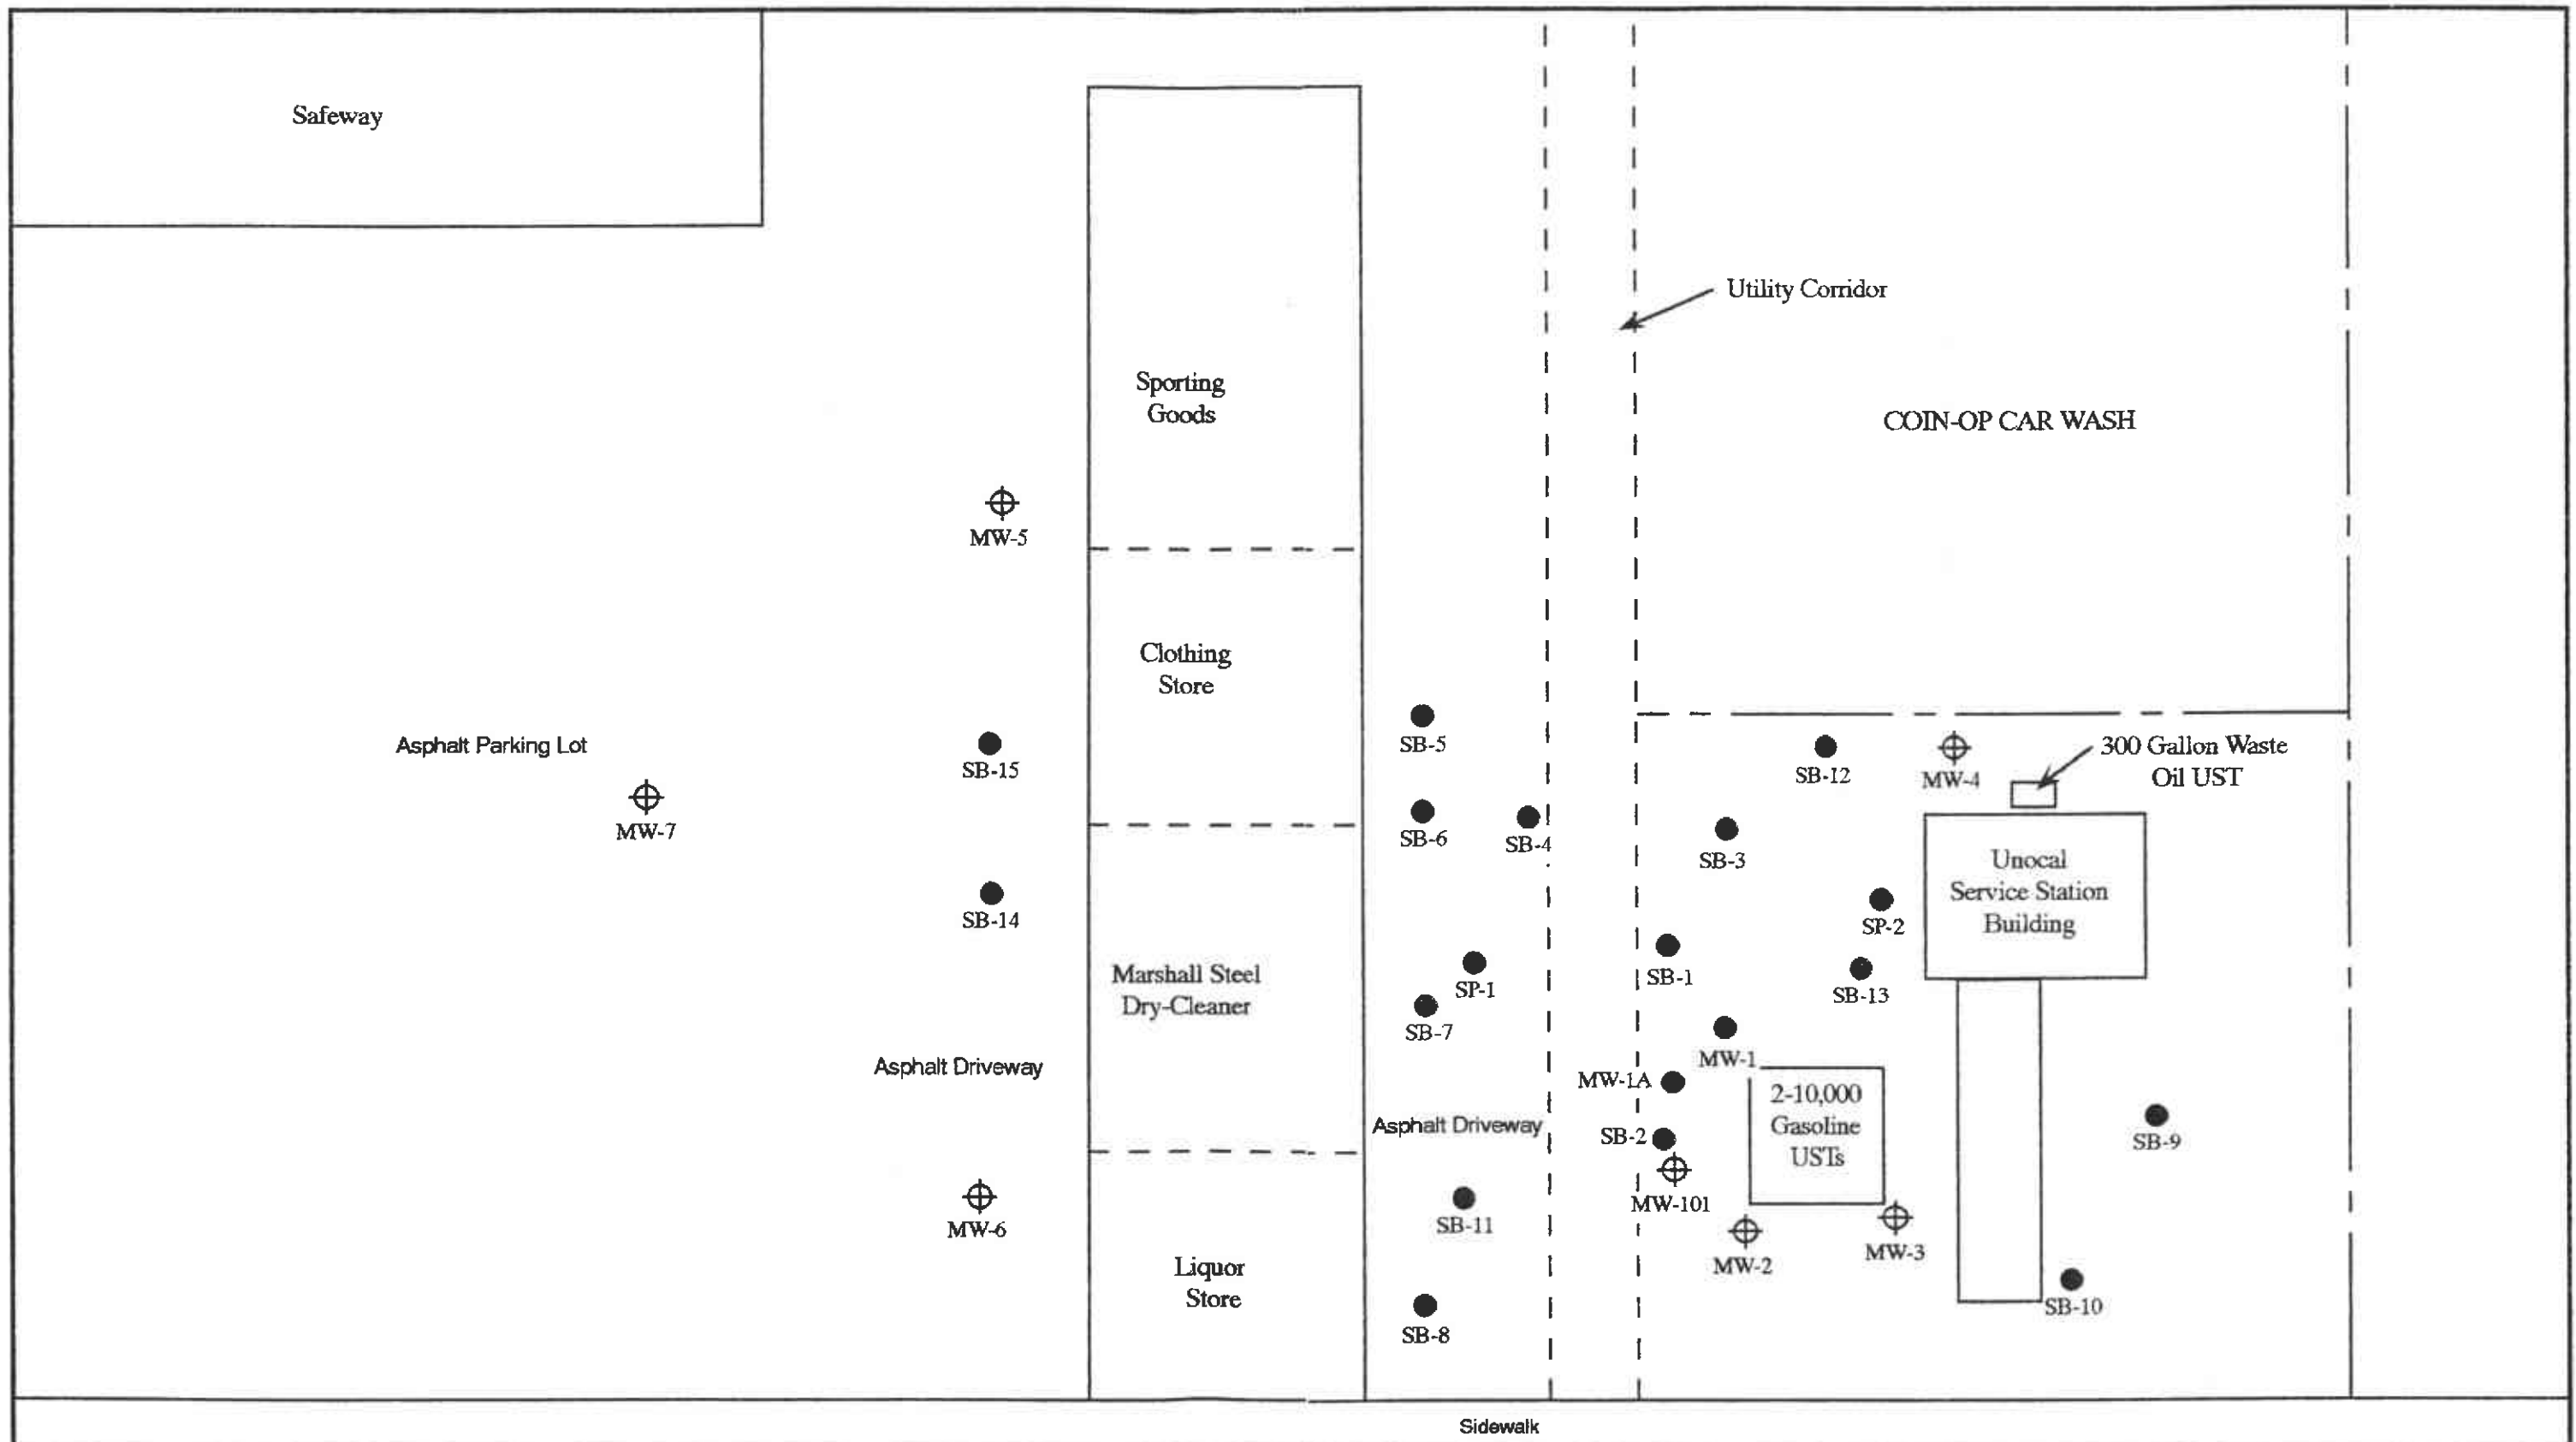 Safeway
Utility Corridor
Sporting
Goods
COIN-OP CAR WASH
MW-5
Clothing
Store
Asphalt Parking Lot
SB-15
MW-7
SB-14
SB-5
SB-6
SB-4
SB-12
MW-4
300 Gallon Waste
Oil UST
SB-3
Unocal
Service Station
Building
SP-2
Marshall Steel
Dry-Cleaner
SP-1
SB-7
SB-1
SB-13
MW-1
Asphalt Driveway
MW-1A
2-10,000
Gasoline
USTs
Asphalt Driveway
SB-2
SB-9
MW-6
SB-11
MW-101
MW-2
MW-3
Liquor
Store
SB-8
SB-10
Sidewalk